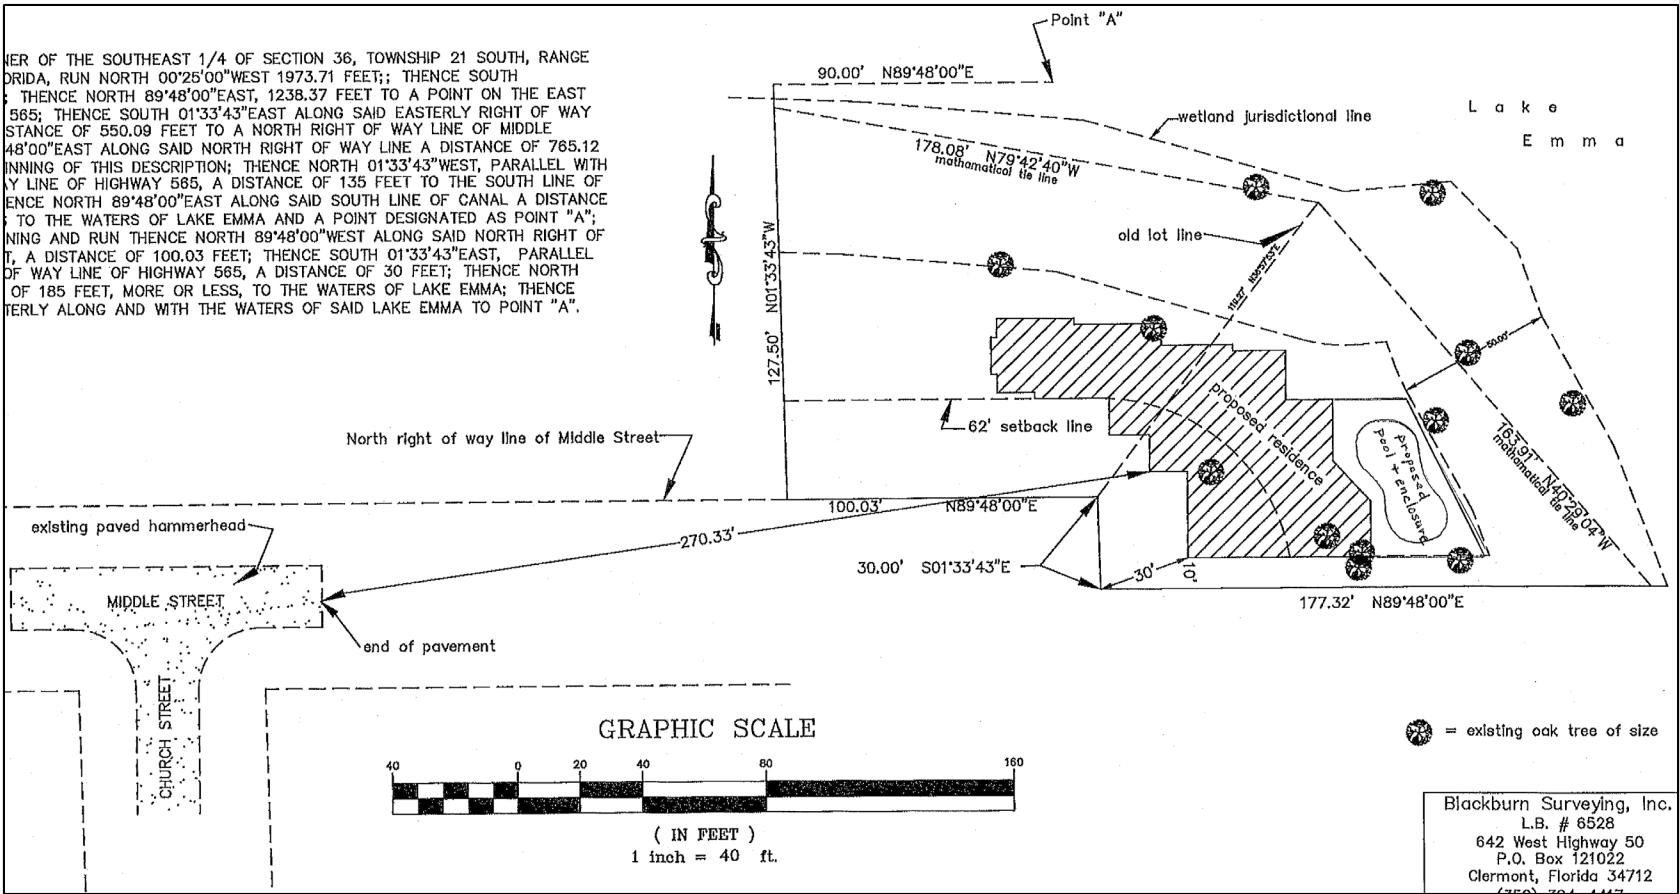 NER OF THE SOUTHEAST 1/4 OF SECTION 36, TOWNSHIP 21 SOUTH, RANGE
ORIDA, RUN NORTH 00°25'00"WEST 1973.71 FEET;; THENCE SOUTH
; THENCE NORTH 89°48'00"EAST, 1238.37 FEET TO A POINT ON THE EAST
565; THENCE SOUTH 01°33'43"EAST ALONG SAID EASTERLY RIGHT OF WAY
STANCE OF 550.09 FEET TO A NORTH RIGHT OF WAY LINE OF MIDDLE
48'00"EAST ALONG SAID NORTH RIGHT OF WAY LINE A DISTANCE OF 765.12
INNING OF THIS DESCRIPTION; THENCE NORTH 01°33'43"WEST, PARALLEL WITH
Y LINE OF HIGHWAY 565, A DISTANCE OF 135 FEET TO THE SOUTH LINE OF
ENCE NORTH 89°48'00"EAST ALONG SAID SOUTH LINE OF CANAL A DISTANCE
TO THE WATERS OF LAKE EMMA AND A POINT DESIGNATED AS POINT "A";
NING AND RUN THENCE NORTH 89°48'00"WEST ALONG SAID NORTH RIGHT OF
T, A DISTANCE OF 100.03 FEET; THENCE SOUTH 01°33'43"EAST, PARALLEL
OF WAY LINE OF HIGHWAY 565, A DISTANCE OF 30 FEET; THENCE NORTH
OF 185 FEET, MORE OR LESS, TO THE WATERS OF LAKE EMMA; THENCE
TERLY ALONG AND WITH THE WATERS OF SAID LAKE EMMA TO POINT "A".
Point "A"
90.00' N89°48'00"E
wetland jurisdictional line
Lake
Emma
178.08' N79°42'40"W
mathamatical tie line
old lot line
127.50' N01°33'43"W
50.00'
62' setback line
proposed residence
proposed
pool + enclosure
163.91' N40°29'04"W
mathamatical tie line
North right of way line of Middle Street
100.03' N89°48'00"E
existing paved hammerhead
270.33'
30.00' S01°33'43"E
30'
10'
MIDDLE STREET
177.32' N89°48'00"E
end of pavement
CHURCH STREET
GRAPHIC SCALE
40 0 20 40 80 160
( IN FEET )
1 inch = 40 ft.
= existing oak tree of size
Blackburn Surveying, Inc.
L.B. # 6528
642 West Highway 50
P.O. Box 121022
Clermont, Florida 34712